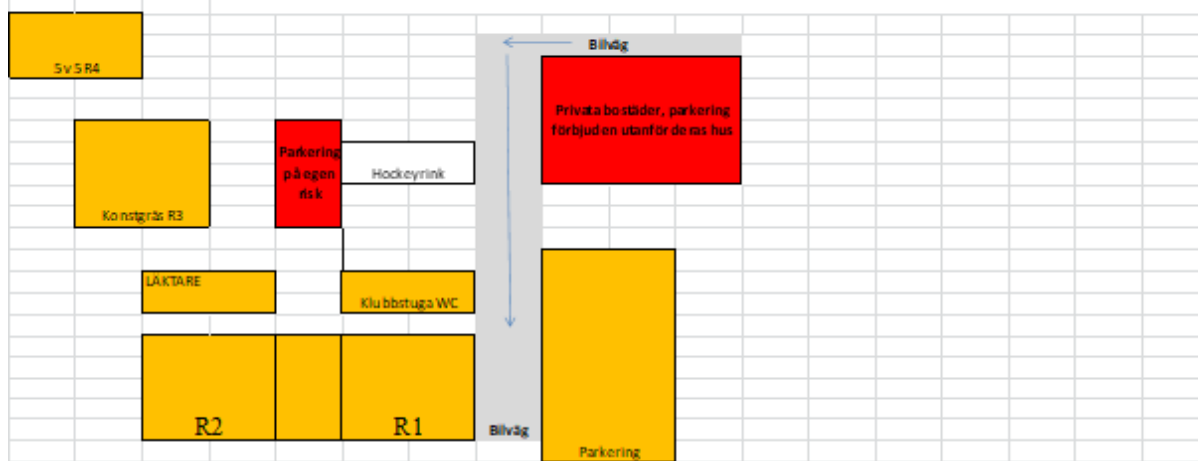 Bilväg
5 v 5 R4
Privata bostäder, parkering
förbjuden utanför deras hus
Parkering
på egen
risk
Hockeyrink
Konstgräs R3
LÄKTARE
Klubbstuga WC
R2
R1
Bilväg
Parkering